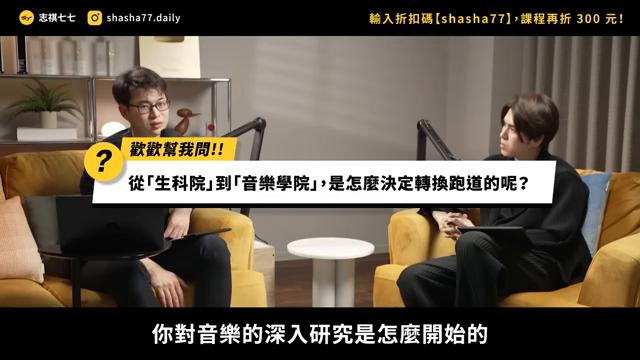 志祺七七
shasha77.daily
輸入折扣碼【shasha77】，課程再折 300 元！
?
歡歡幫我問!!
從「生科院」到「音樂學院」，是怎麼決定轉換跑道的呢？
你對音樂的深入研究是怎麼開始的